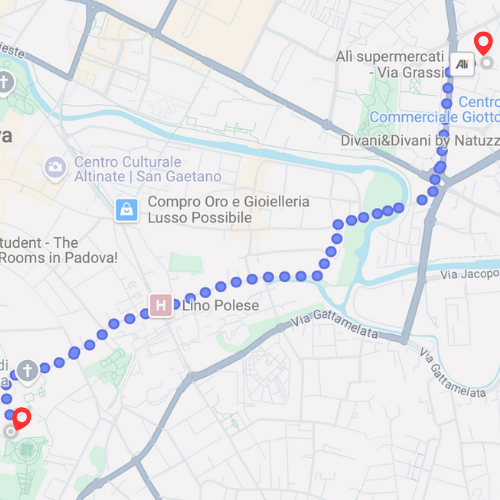 Alì supermercati
- Via Grassi
Alì
Centro
Commerciale Giotto
Divani&Divani by Natuzz
este
va
Centro Culturale
Altinate | San Gaetano
Compro Oro e Gioielleria
Lusso Possibile
tudent - The
Rooms in Padova!
Via Jacopo
H
Lino Polese
Via Gattamelata
Via Gattamelata
di
a